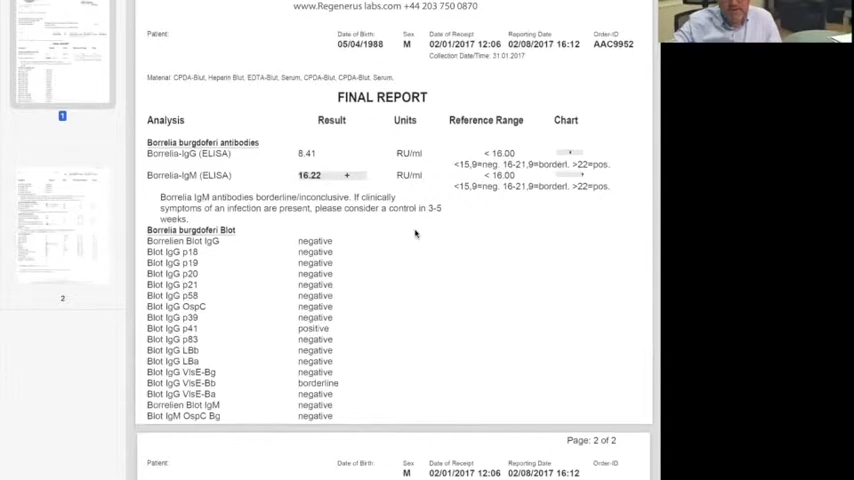 www.Regenerus labs.com +44 203 750 0870
Patient: Date of Birth: Sex Date of Receipt Reporting Date Order-ID
05/04/1988 M 02/01/2017 12:06 02/08/2017 16:12 AAC9952
Collection Date/Time: 31.01.2017
Material: CPDA-Blut, Heparin Blut, EDTA-Blut, Serum, CPDA-Blut, CPDA-Blut, Serum,
FINAL REPORT
Analysis Result Units Reference Range Chart
Borrelia burgdoferi antibodies
Borrelia-IgG (ELISA) 8.41 RU/ml < 16.00
<15,9=neg. 16-21,9=borderl. >22=pos.
Borrelia-IgM (ELISA) 16.22 + RU/ml < 16.00
<15,9=neg. 16-21,9=borderl. >22=pos.
Borrelia IgM antibodies borderline/inconclusive. If clinically
symptoms of an infection are present, please consider a control in 3-5
weeks.
Borrelia burgdoferi Blot
Borrelien Blot IgG negative
Blot IgG p18 negative
Blot IgG p19 negative
Blot IgG p20 negative
Blot IgG p21 negative
Blot IgG p58 negative
Blot IgG OspC negative
Blot IgG p39 negative
Blot IgG p41 positive
Blot IgG p83 negative
Blot IgG LBb negative
Blot IgG LBa negative
Blot IgG VlsE-Bg negative
Blot IgG VlsE-Bb borderline
Blot IgG VlsE-Ba negative
Borrelien Blot IgM negative
Blot IgM OspC Bg negative
Page: 2 of 2
Patient: Date of Birth: Sex Date of Receipt Reporting Date Order-ID
M 02/01/2017 12:06 02/08/2017 16:12
1
2